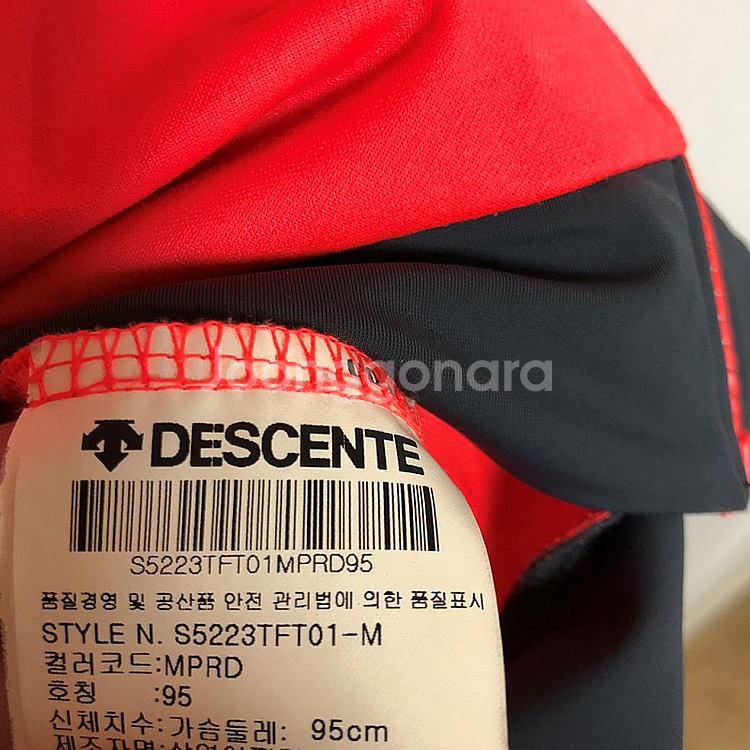 joonggonara
DESCENTE
S5223TFT01MPRD95
품질경영 및 공산품 안전 관리법에 의한 품질표시
STYLE N. S5223TFT01-M
컬러코드:MPRD
호칭 :95
신체치수:가슴둘레: 95cm